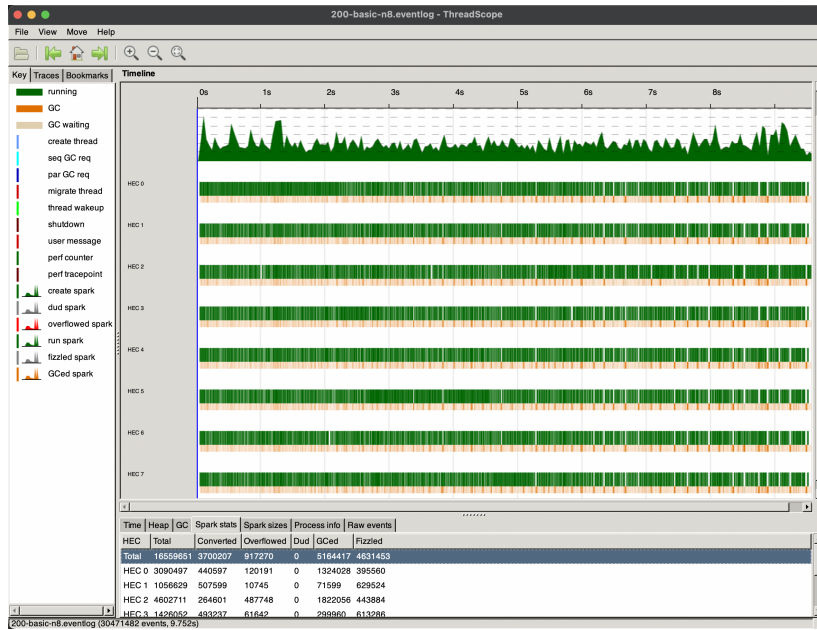 200-basic-n8.eventlog - ThreadScope
File View Move Help
Key Traces Bookmarks
running
GC
GC waiting
create thread
seq GC req
par GC req
migrate thread
thread wakeup
shutdown
user message
perf counter
perf tracepoint
create spark
dud spark
overflowed spark
run spark
fizzled spark
GCed spark
Timeline
0s 1s 2s 3s 4s 5s 6s 7s 8s
HEC 0
HEC 1
HEC 2
HEC 3
HEC 4
HEC 5
HEC 6
HEC 7
Time Heap GC Spark stats Spark sizes Process info Raw events
HEC Total Converted Overflowed Dud GCed Fizzled
Total 16559651 3700207 917270 0 5164417 4631453
HEC 0 3090497 440597 120191 0 1324028 395560
HEC 1 1056629 507599 10745 0 71599 629524
HEC 2 4602711 264601 487748 0 1822056 443884
HEC 3 1426052 493237 61642 0 299960 613286
200-basic-n8.eventlog (30471482 events, 9.752s)